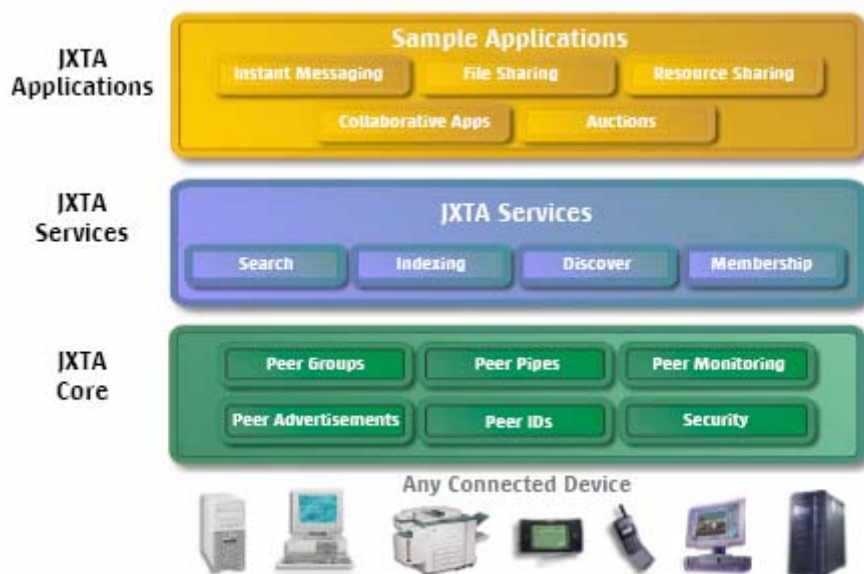 JXTA
Applications
Sample Applications
Instant Messaging
File Sharing
Resource Sharing
Collaborative Apps
Auctions
JXTA
Services
JXTA Services
Search
Indexing
Discover
Membership
JXTA
Core
Peer Groups
Peer Pipes
Peer Monitoring
Peer Advertisements
Peer IDs
Security
Any Connected Device